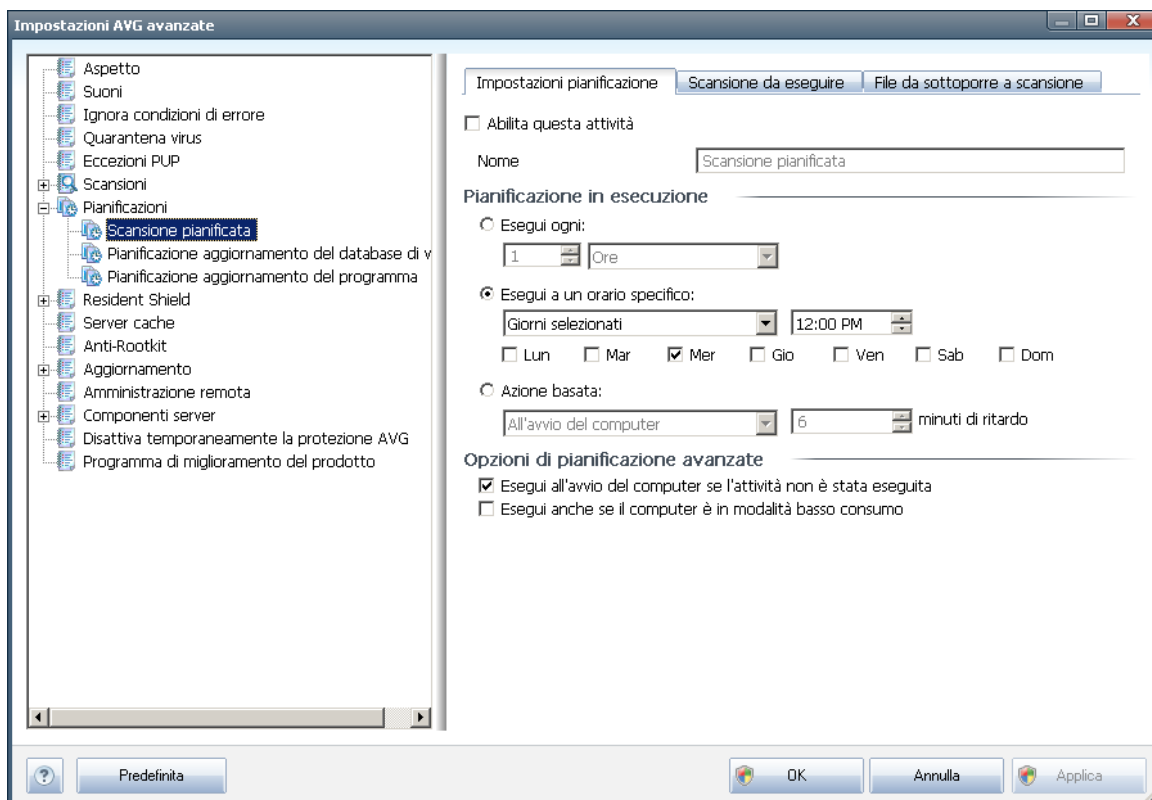 Impostazioni AVG avanzate
Aspetto
Suoni
Ignora condizioni di errore
Quarantena virus
Eccezioni PUP
Scansioni
Pianificazioni
Scansione pianificata
Pianificazione aggiornamento del database di v
Pianificazione aggiornamento del programma
Resident Shield
Server cache
Anti-Rootkit
Aggiornamento
Amministrazione remota
Componenti server
Disattiva temporaneamente la protezione AVG
Programma di miglioramento del prodotto
Impostazioni pianificazione Scansione da eseguire File da sottoporre a scansione
Abilita questa attività
Nome Scansione pianificata
Pianificazione in esecuzione
Esegui ogni:
1 Ore
Esegui a un orario specifico:
Giorni selezionati 12:00 PM
Lun Mar Mer Gio Ven Sab Dom
Azione basata:
All'avvio del computer 6 minuti di ritardo
Opzioni di pianificazione avanzate
Esegui all'avvio del computer se l'attività non è stata eseguita
Esegui anche se il computer è in modalità basso consumo
? Predefinita OK Annulla Applica